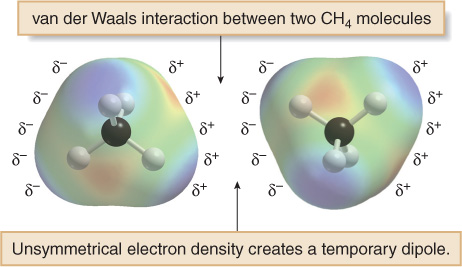 van der Waals interaction between two CH₄ molecules
δ⁻ δ⁺ δ⁻ δ⁺
δ⁻ δ⁺ δ⁻ δ⁺
δ⁻ δ⁺ δ⁻ δ⁺
δ⁻ δ⁺ δ⁻ δ⁺
δ⁻ δ⁺ δ⁻ δ⁺
Unsymmetrical electron density creates a temporary dipole.